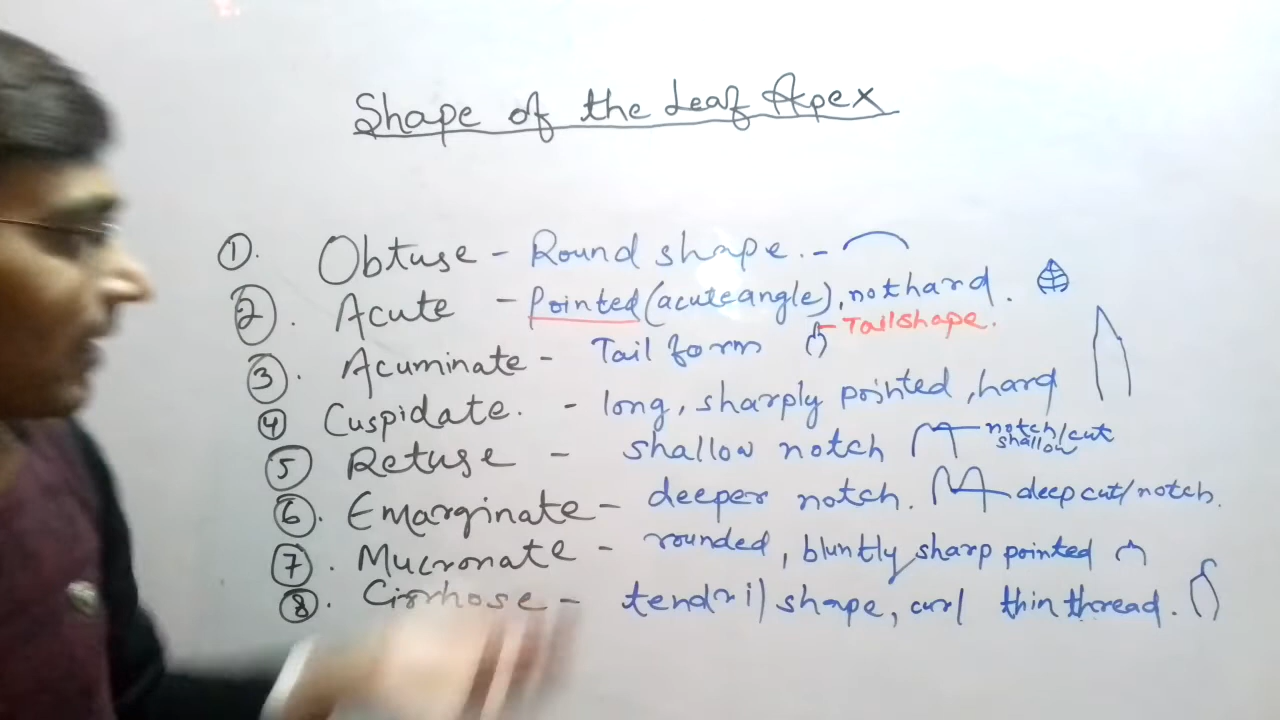 Shape of the Leaf Apex
1. Obtuse - Round shape. -
2. Acute - Pointed (acute angle), not hard.
Tail shape.
3. Acuminate - Tail form
4 Cuspidate. - long, sharply pointed, hard
5 Retuse - shallow notch notch/cut shallow
6. Emarginate - deeper notch. deep cut/notch.
7. Mucronate - rounded, bluntly sharp pointed
8. Cirrhose - tendril shape, curl thin thread.